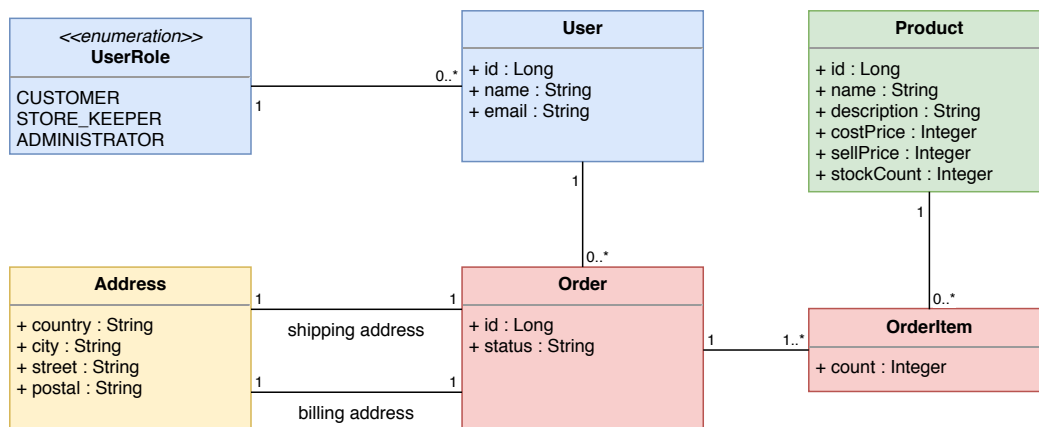 <<enumeration>>
UserRole
CUSTOMER
STORE_KEEPER
ADMINISTRATOR
1
0..*
User
+ id : Long
+ name : String
+ email : String
1
0..*
Product
+ id : Long
+ name : String
+ description : String
+ costPrice : Integer
+ sellPrice : Integer
+ stockCount : Integer
1
0..*
Address
+ country : String
+ city : String
+ street : String
+ postal : String
1
1
shipping address
1
1
billing address
Order
+ id : Long
+ status : String
1
1..*
OrderItem
+ count : Integer